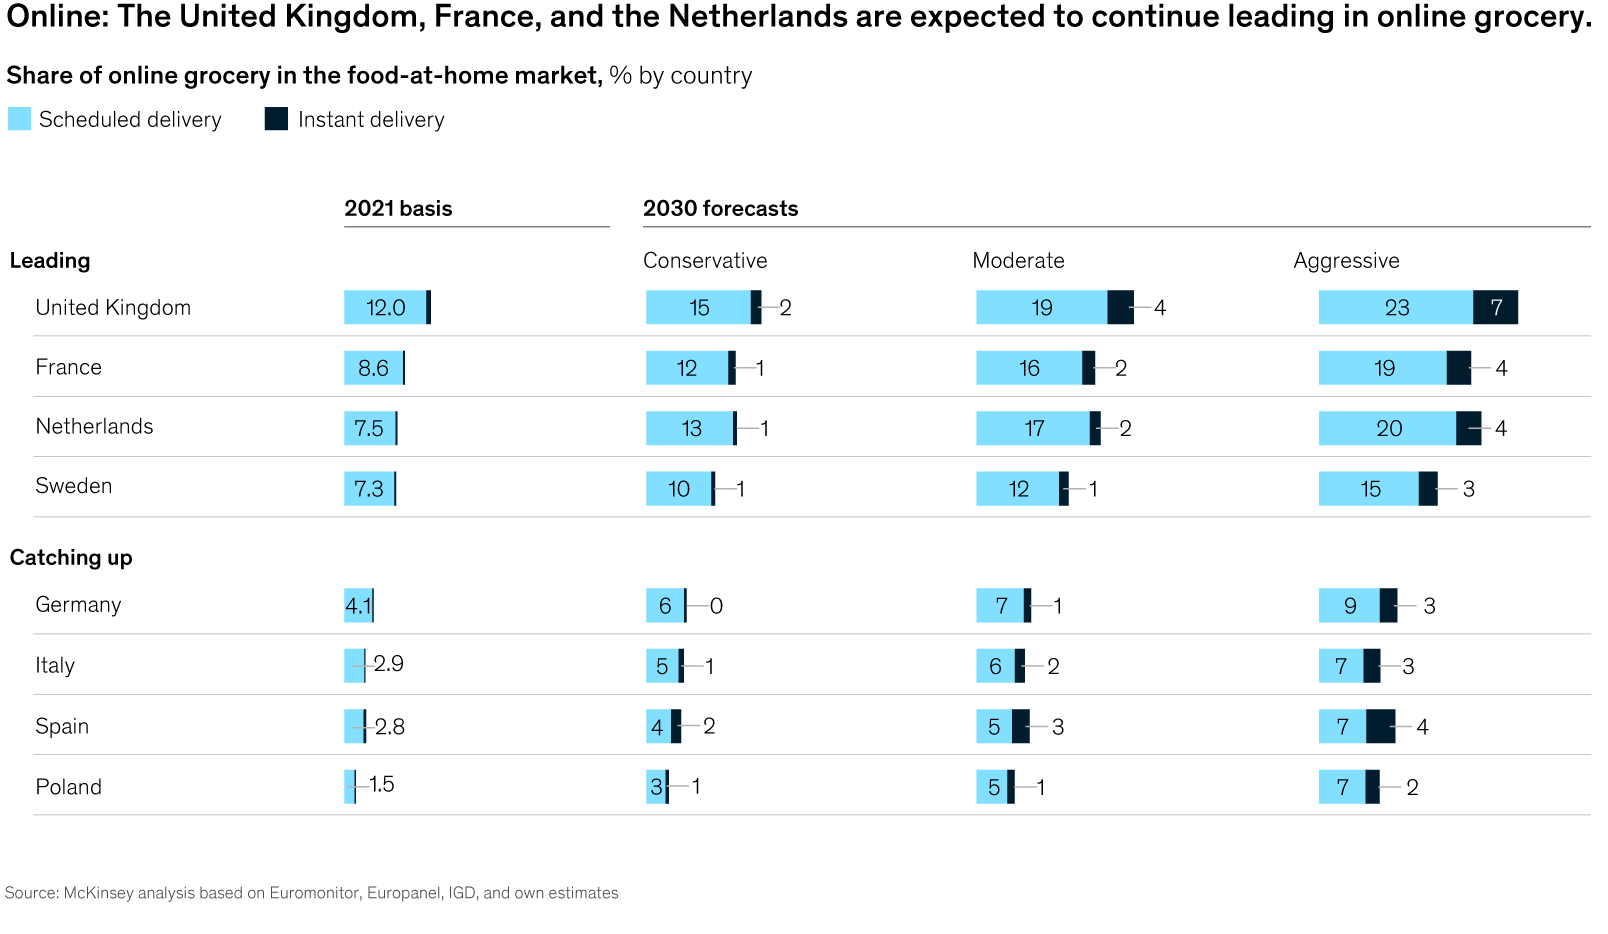 Online: The United Kingdom, France, and the Netherlands are expected to continue leading in online grocery.
Share of online grocery in the food-at-home market, % by country
Scheduled delivery Instant delivery
2021 basis 2030 forecasts
Leading Conservative Moderate Aggressive
United Kingdom 12.0 15 2 19 4 23 7
France 8.6 12 1 16 2 19 4
Netherlands 7.5 13 1 17 2 20 4
Sweden 7.3 10 1 12 1 15 3
Catching up
Germany 4.1 6 0 7 1 9 3
Italy 2.9 5 1 6 2 7 3
Spain 2.8 4 2 5 3 7 4
Poland 1.5 3 1 5 1 7 2
Source: McKinsey analysis based on Euromonitor, Europanel, IGD, and own estimates